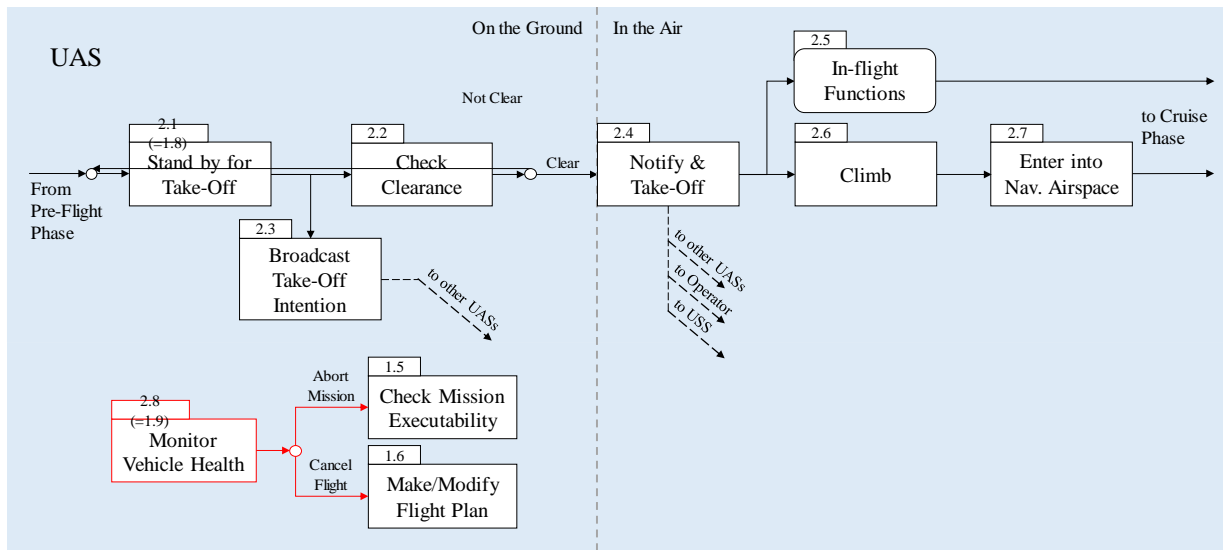 On the Ground
In the Air
UAS
2.5
In-flight
Functions
Not Clear
to Cruise
Phase
2.1
(=1.8)
Stand by for
Take-Off
2.2
Check
Clearance
Clear
2.4
Notify &
Take-Off
2.6
Climb
2.7
Enter into
Nav. Airspace
From
Pre-Flight
Phase
2.3
Broadcast
Take-Off
Intention
to other UASs
to other UASs
to Operator
to USS
1.5
Check Mission
Executability
Abort
Mission
2.8
(=1.9)
Monitor
Vehicle Health
Cancel
Flight
1.6
Make/Modify
Flight Plan